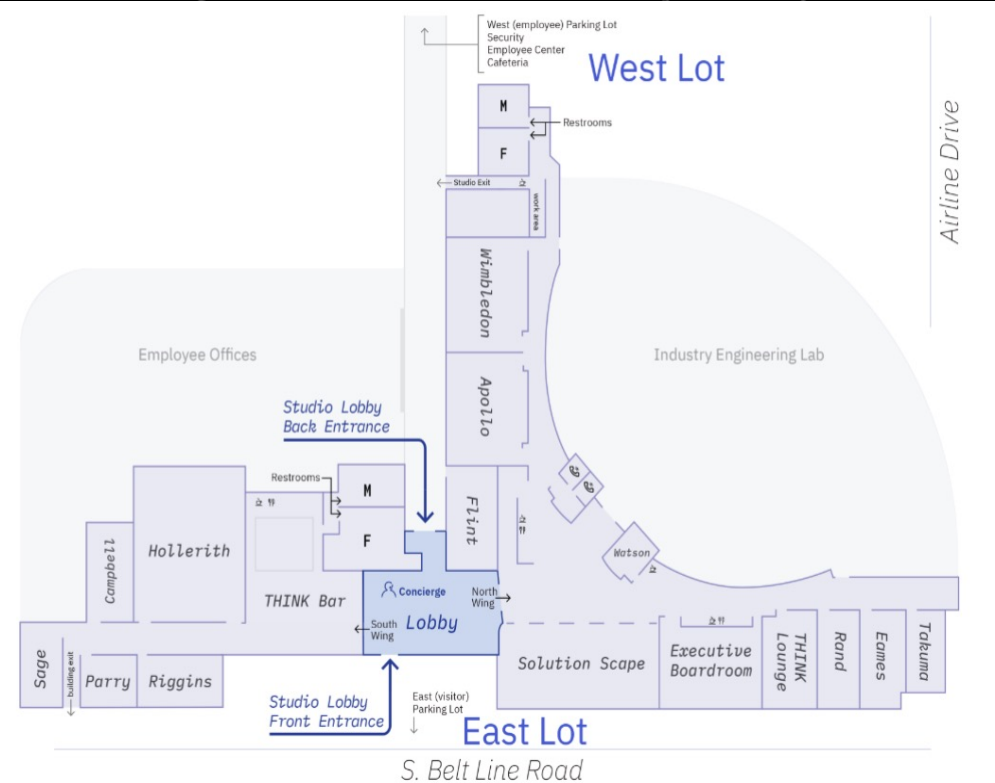 West (employee) Parking Lot
Security
Employee Center
Cafeteria
West Lot
M
Restrooms
F
Studio Exit
work area
Airline Drive
Wimbledon
Employee Offices
Industry Engineering Lab
Apollo
Studio Lobby
Back Entrance
Restrooms
M
Flint
F
Campbell
Hollerith
Watson
THINK Bar
Concierge
North
Wing
South
Wing
Lobby
Sage
building exit
Parry
Riggins
Solution Scape
Executive
Boardroom
THINK
Lounge
Rand
Eames
Takuma
Studio Lobby
Front Entrance
East (visitor)
Parking Lot
East Lot
S. Belt Line Road